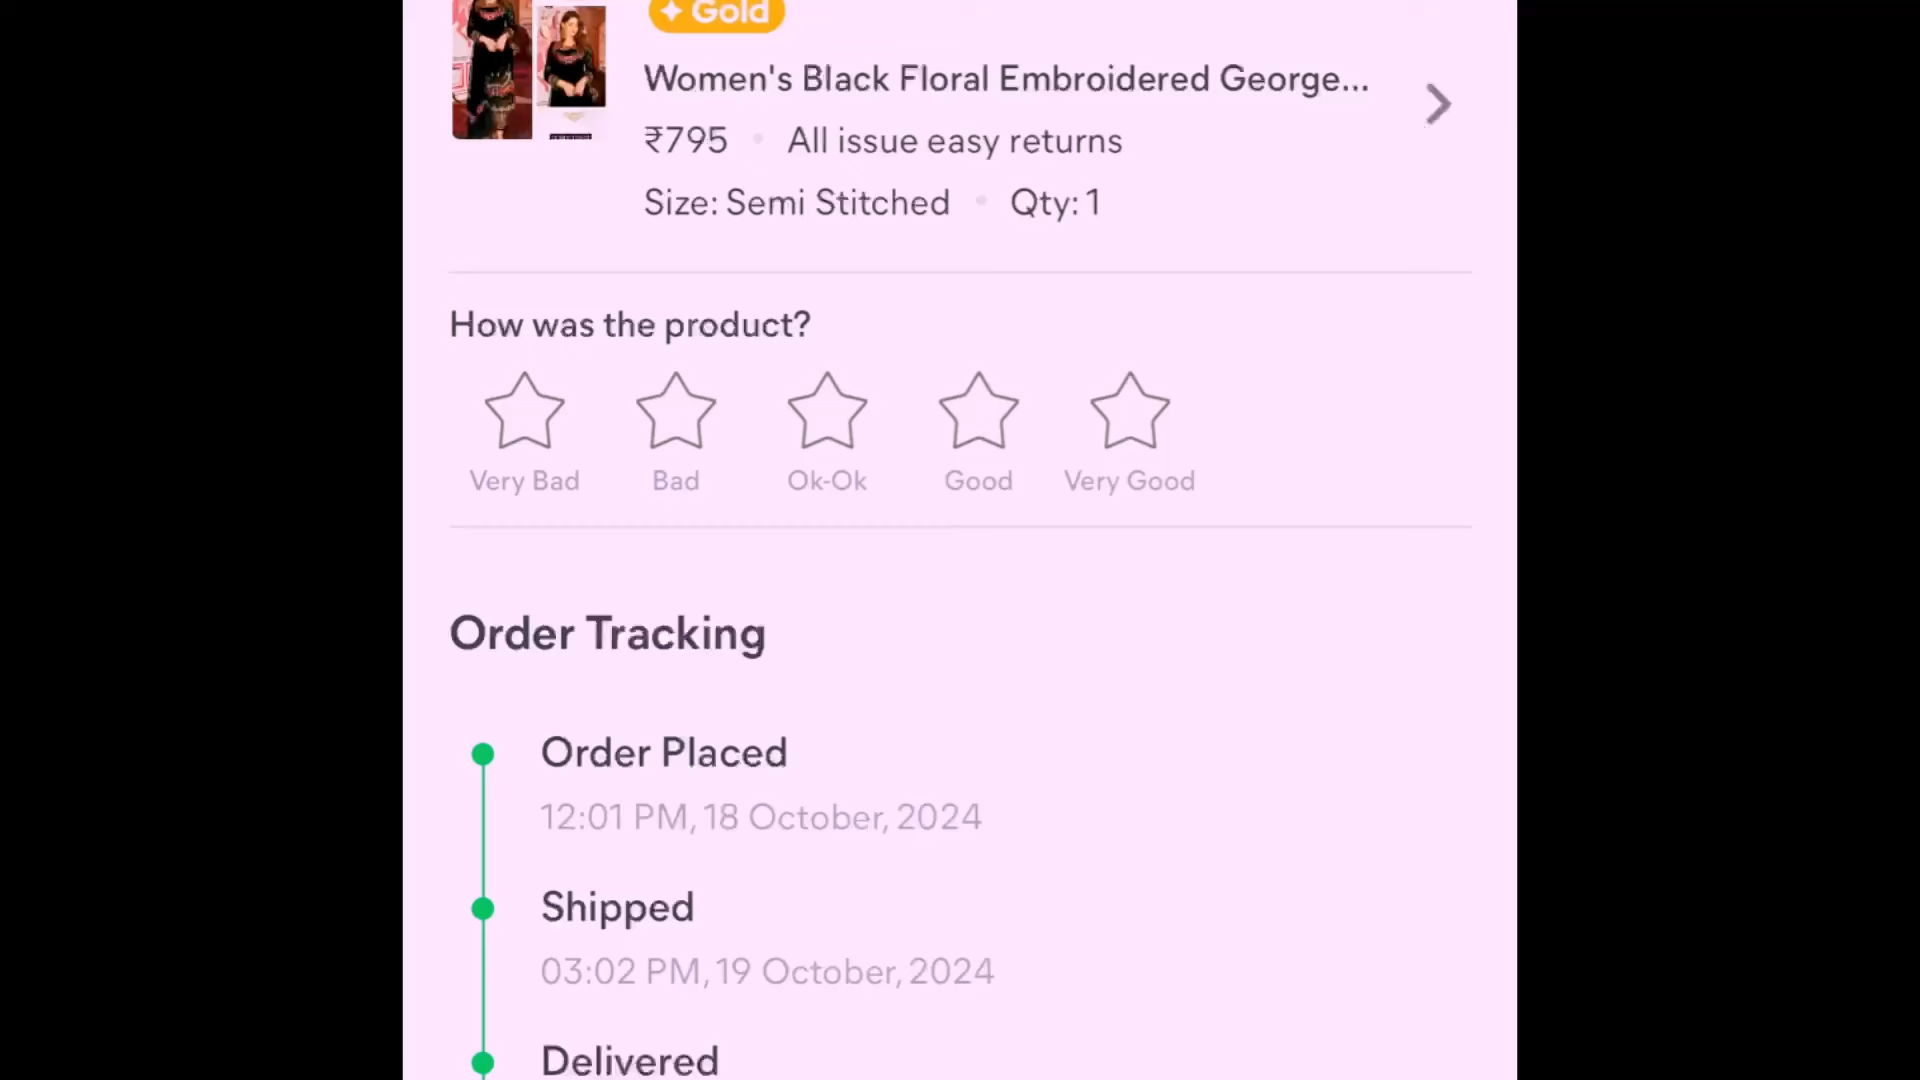 Gold
Women's Black Floral Embroidered George...
₹795 • All issue easy returns
Size: Semi Stitched • Qty: 1
How was the product?
Very Bad Bad Ok-Ok Good Very Good
Order Tracking
Order Placed
12:01 PM, 18 October, 2024
Shipped
03:02 PM, 19 October, 2024
Delivered